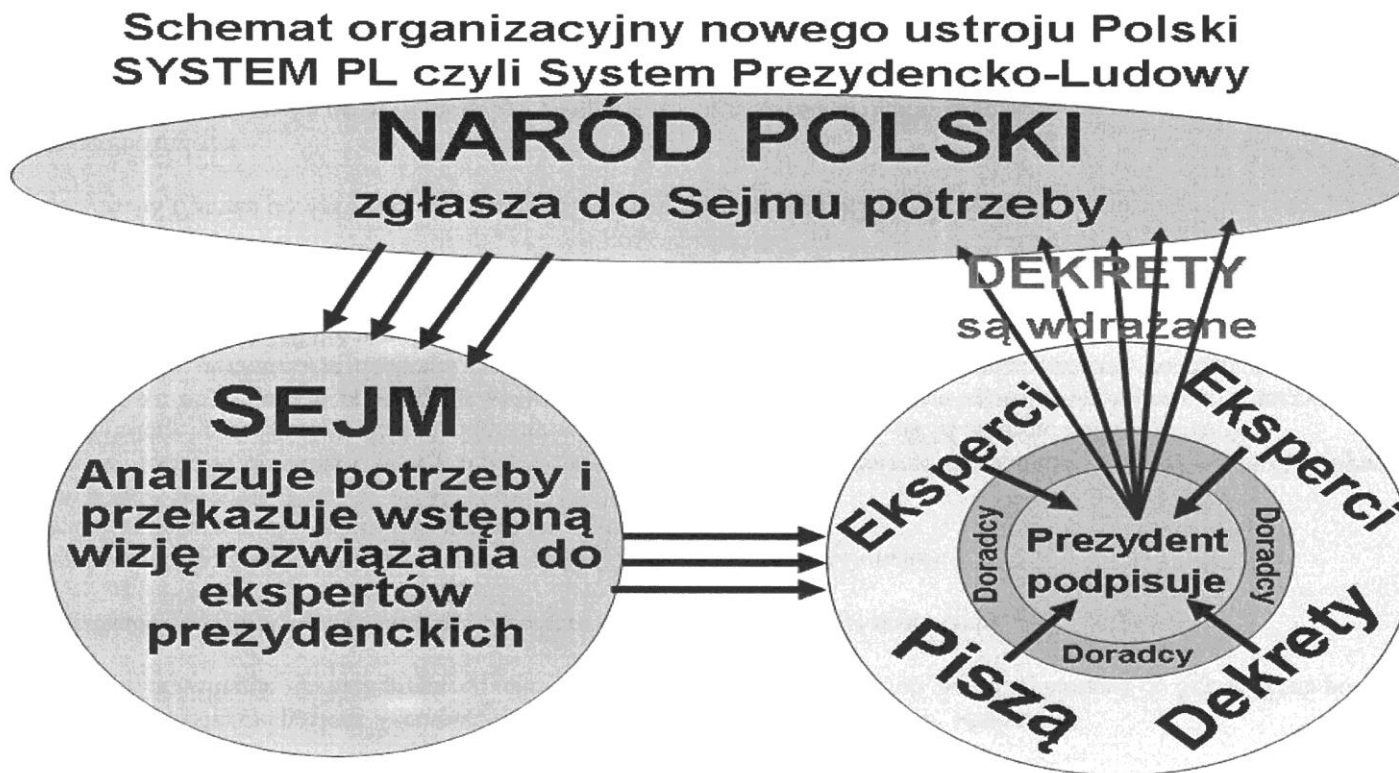 Schemat organizacyjny nowego ustroju Polski
SYSTEM PL czyli System Prezydencko-Ludowy
NARÓD POLSKI
zgłasza do Sejmu potrzeby
DEKRETY
są wdrażane
SEJM
Analizuje potrzeby i
przekazuje wstępną
wizję rozwiązania do
ekspertów
prezydenckich
Eksperci
Eksperci
Doradcy
Prezydent
podpisuje
Doradcy
Doradcy
Piszą
Dekrety